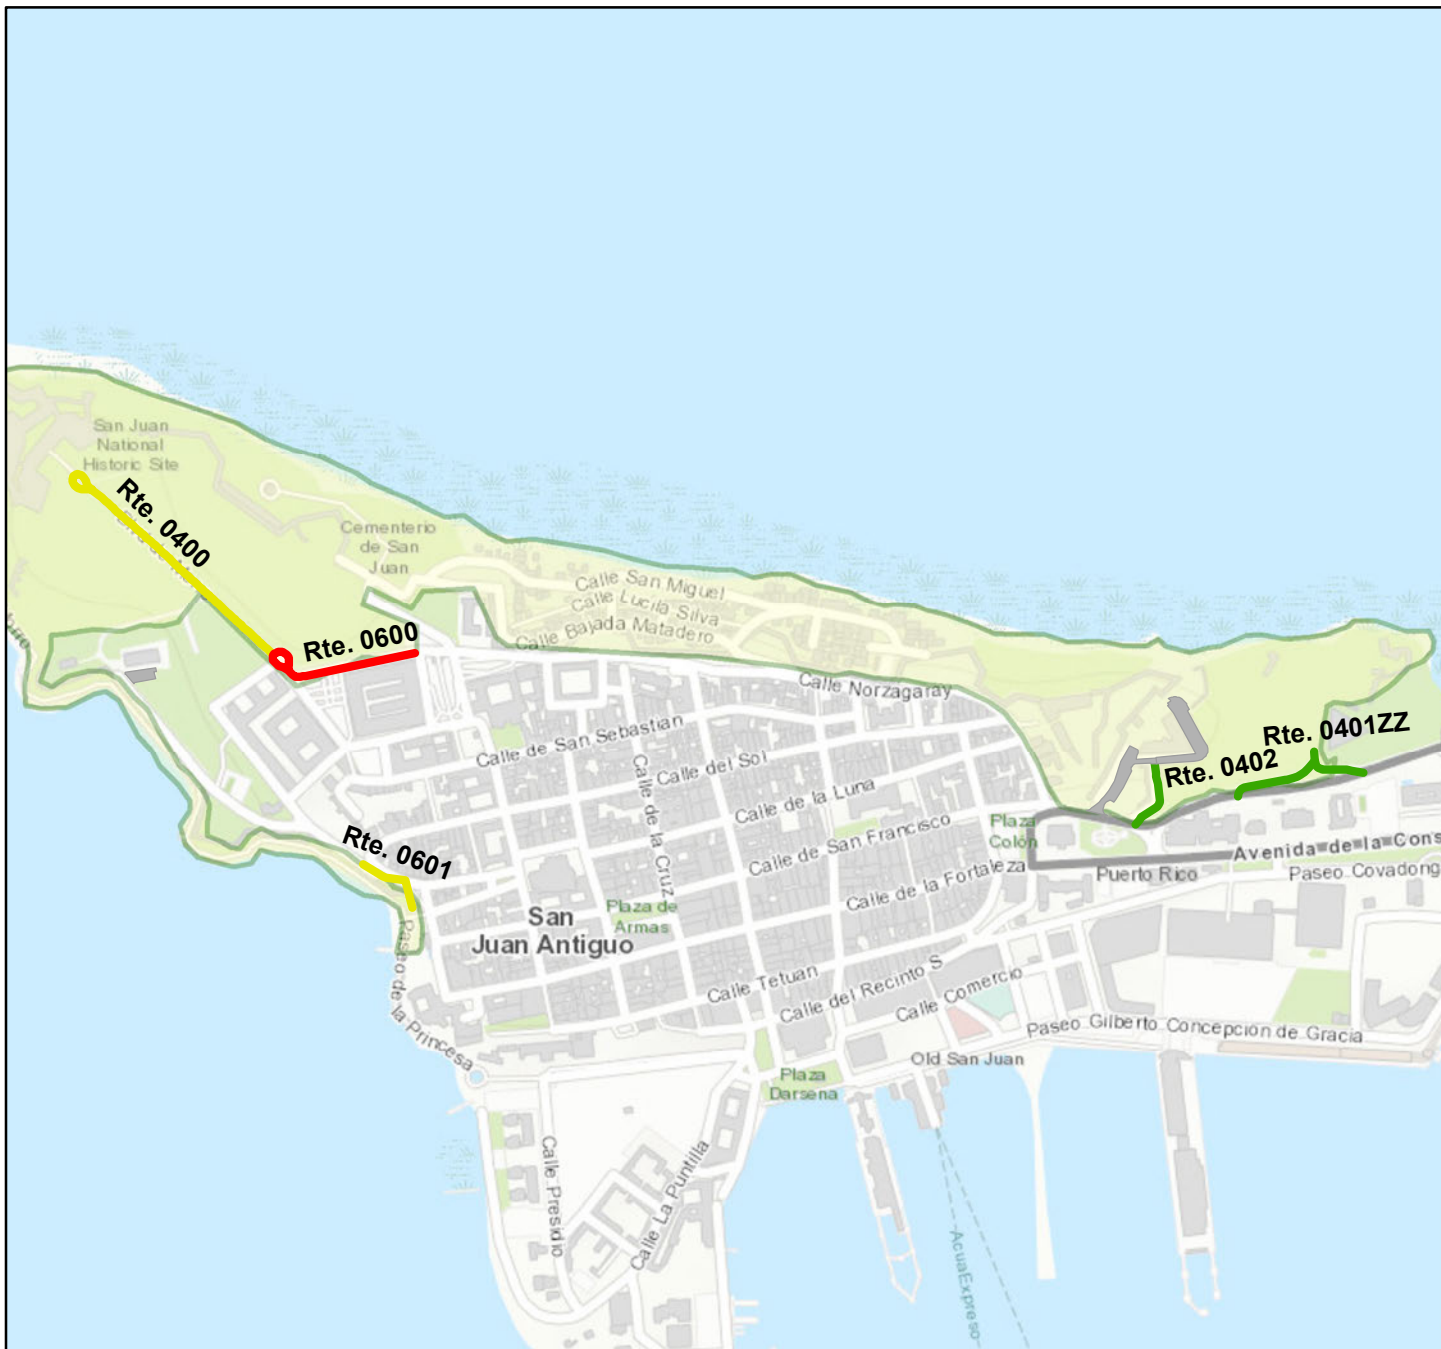 San Juan
National
Historic Site
Rte. 0400
Cementerio
de San
Juan
Calle San Miguel
Calle Lucila Silva
Calle Bajada Matadero
Rte. 0600
Calle Norzagaray
Calle de San Sebastian
Calle del Sol
Calle de la Luna
Calle de la Cruz
Calle de San Francisco
Calle de la Fortaleza
Rte. 0401ZZ
Rte. 0402
Plaza
Colón
Avenida de la Cons
Puerto Rico
Paseo Covadong
Rte. 0601
San
Juan Antiguo
Plaza de
Armas
Paseo de la Princesa
Calle Tetuan
Calle del Recinto S
Calle Comercio
Paseo Gilberto Concepcion de Gracia
Old San Juan
Plaza
Darsena
Calle Presidio
Calle La Puntilla
AcuaExpreso